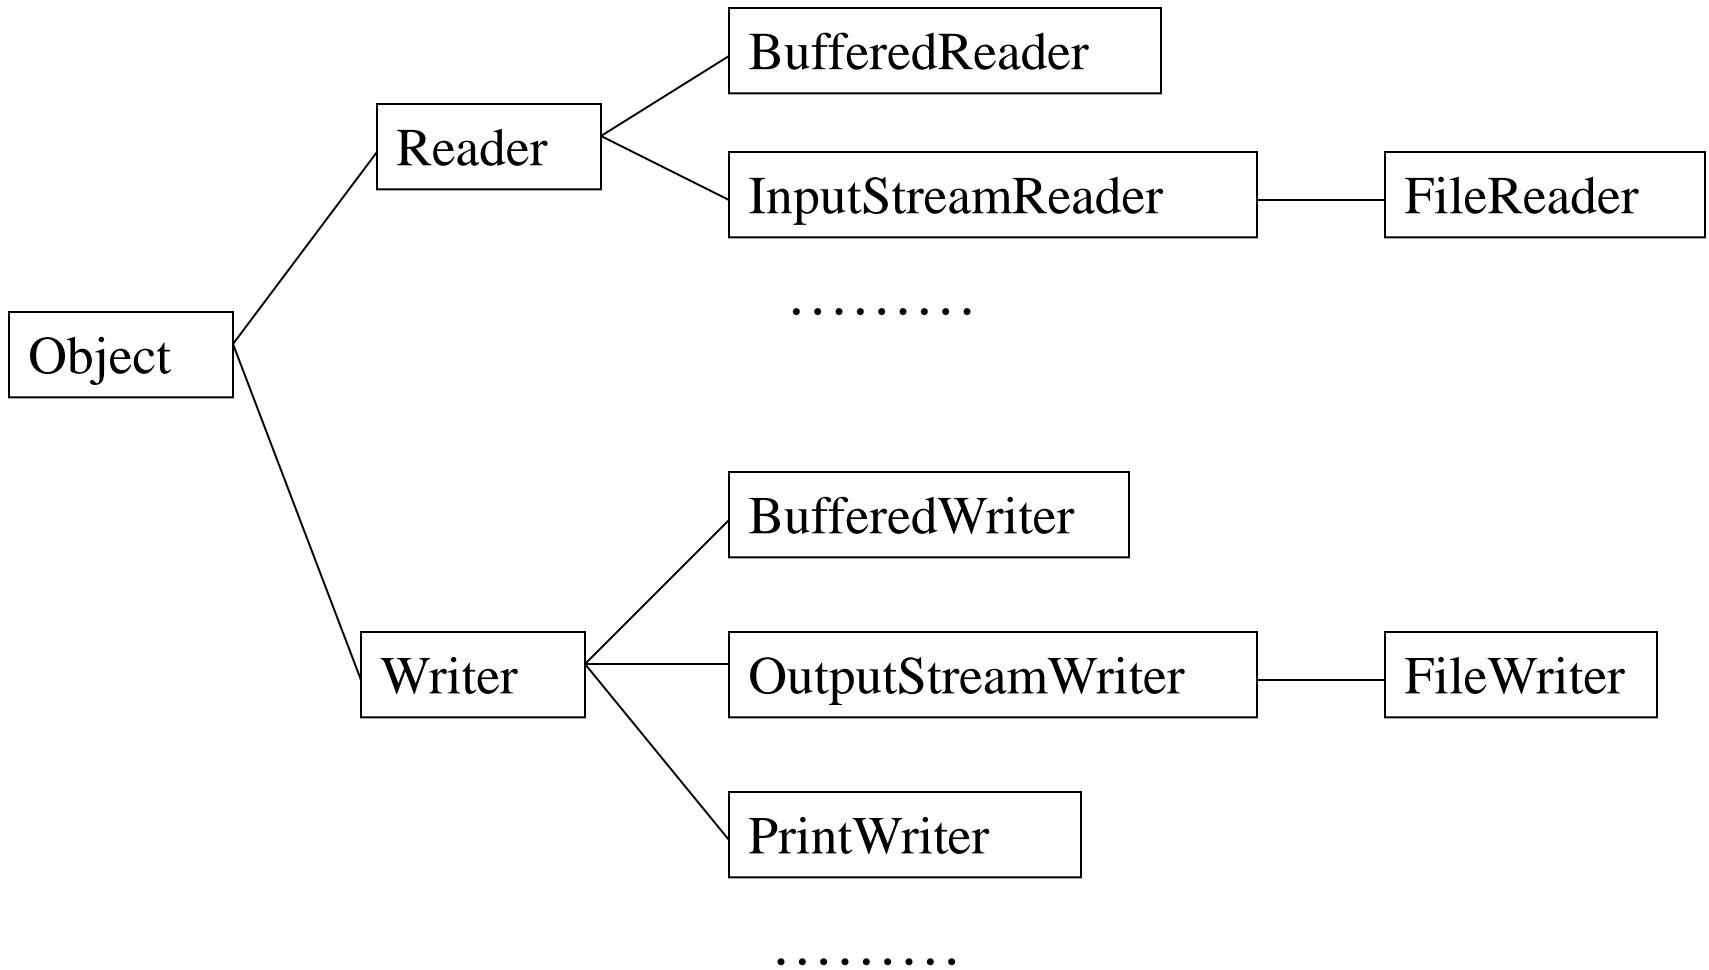 BufferedReader
Reader
InputStreamReader
FileReader
.........
Object
BufferedWriter
Writer
OutputStreamWriter
FileWriter
PrintWriter
.........